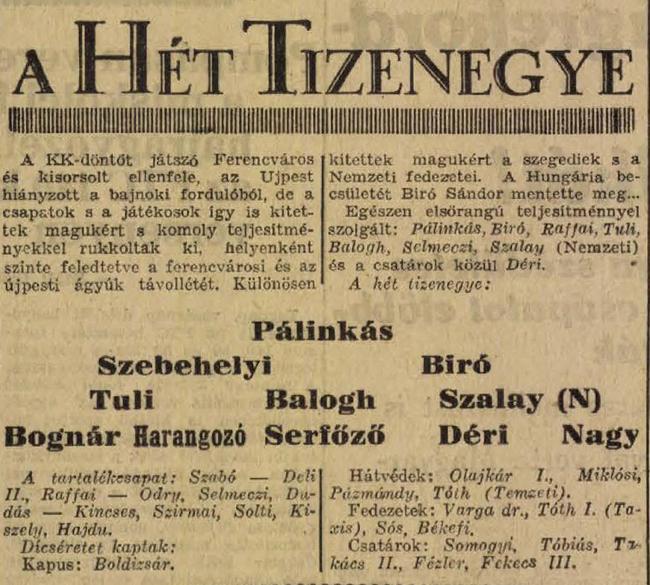 A HÉT TIZENEGYE
A KK-döntőt játszó Ferencváros
és kisorsolt ellenfele, az Ujpest
hiányzott a bajnoki fordulóból, de a
csapatok s a játékosok így is kitet-
tek magukért s komoly teljesítmé-
nyekkel rukkoltak ki, helyenként
szinte feledtetve a ferencvárosi és az
újpesti ágyúk távollétét. Különösen
kitettek magukért a szegediek s a
Nemzeti fedezetei. A Hungária be-
csületét Biró Sándor mentette meg...
Egészen elsőrangú teljesítménnyel
szolgált: Pálinkás, Biró, Raffai, Tuli,
Balogh, Selmeczi, Szalay (Nemzeti)
és a csatárok közül Déri.
A hét tizenegye:
Pálinkás
Szebehelyi Biró
Tuli Balogh Szalay (N)
Bognár Harangozó Serfőző Déri Nagy
A tartalékcsapat: Szabó — Deli
II., Raffai — Odry, Selmeczi, Du-
dás — Kincses, Szirmai, Solti, Ki-
szely, Hajdu.
Dicséretet kaptak:
Kapus: Boldizsár.
Hátvédek: Olajkár I., Miklósi,
Pázmándy, Tóth (Temzeti).
Fedezetek: Varga dr., Tóth I. (Ta-
xis), Sós, Békefi.
Csatárok: Somogyi, Tóbiás, Ta-
kács II., Fézler, Fekecs III.